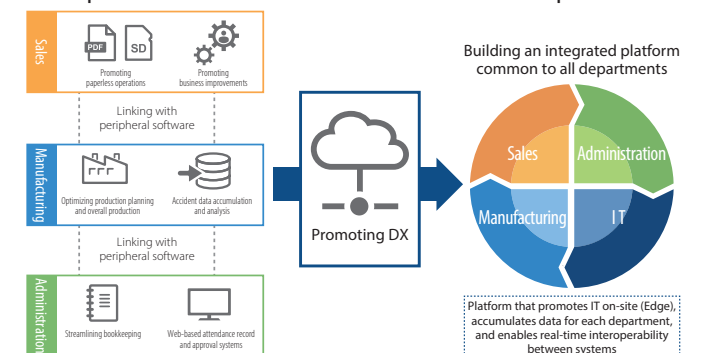 Sales
PDF
SD
Promoting
paperless operations
Promoting
business improvements
Linking with
peripheral software
Manufacturing
Optimizing production planning
and overall production
Accident data accumulation
and analysis
Linking with
peripheral software
Administration
Streamlining bookkeeping
Web-based attendance record
and approval systems
Promoting DX
Building an integrated platform
common to all departments
Sales
Administration
Manufacturing
IT
Platform that promotes IT on-site (Edge),
accumulates data for each department,
and enables real-time interoperability
between systems